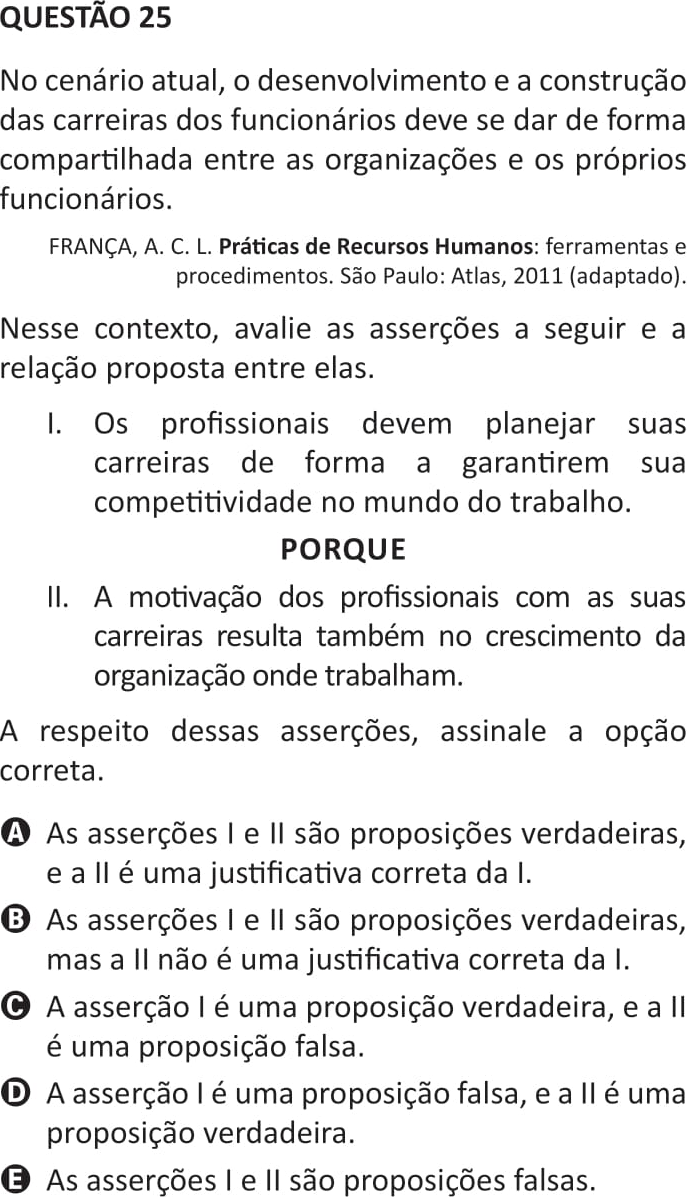 QUESTÃO 25
No cenário atual, o desenvolvimento e a construção
das carreiras dos funcionários deve se dar de forma
compartilhada entre as organizações e os próprios
funcionários.
FRANÇA, A. C. L. Práticas de Recursos Humanos: ferramentas e
procedimentos. São Paulo: Atlas, 2011 (adaptado).
Nesse contexto, avalie as asserções a seguir e a
relação proposta entre elas.
I. Os profissionais devem planejar suas
carreiras de forma a garantirem sua
competitividade no mundo do trabalho.
PORQUE
II. A motivação dos profissionais com as suas
carreiras resulta também no crescimento da
organização onde trabalham.
A respeito dessas asserções, assinale a opção
correta.
A As asserções I e II são proposições verdadeiras,
e a II é uma justificativa correta da I.
B As asserções I e II são proposições verdadeiras,
mas a II não é uma justificativa correta da I.
C A asserção I é uma proposição verdadeira, e a II
é uma proposição falsa.
D A asserção I é uma proposição falsa, e a II é uma
proposição verdadeira.
E As asserções I e II são proposições falsas.